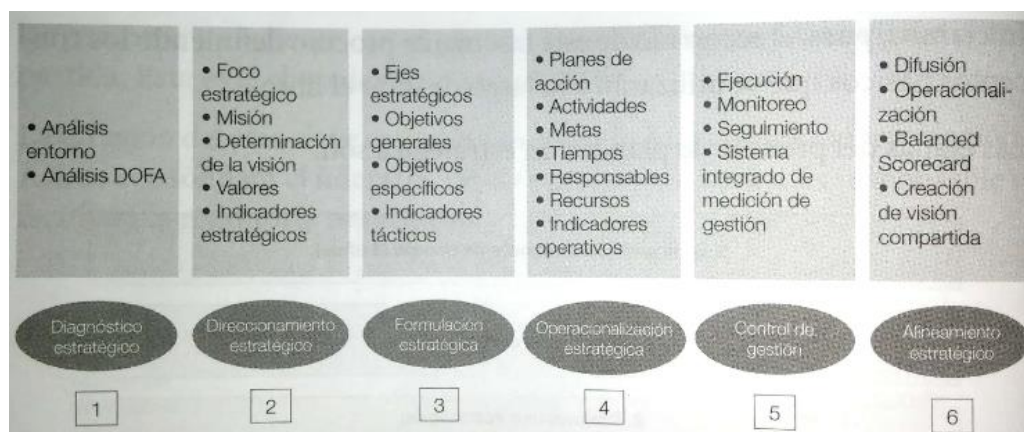 • Análisis
entorno
• Análisis DOFA
Diagnóstico
estratégico
1
• Foco
estratégico
• Misión
• Determinación
de la visión
• Valores
• Indicadores
estratégicos
Direccionamiento
estratégico
2
• Ejes
estratégicos
• Objetivos
generales
• Objetivos
específicos
• Indicadores
tácticos
Formulación
estratégica
3
• Planes de
acción
• Actividades
• Metas
• Tiempos
• Responsables
• Recursos
• Indicadores
operativos
Operacionalización
estratégica
4
• Ejecución
• Monitoreo
• Seguimiento
• Sistema
integrado de
medición de
gestión
Control de
gestión
5
• Difusión
• Operacionali-
zación
• Balanced
Scorecard
• Creación
de visión
compartida
Alineamiento
estratégico
6